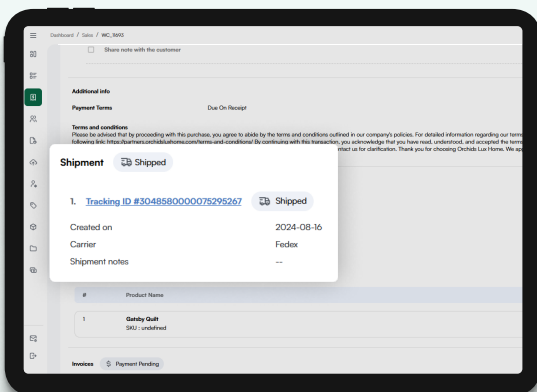 Dashboard / Sales / WC_11693
Share note with the customer
Additional info
Payment Terms Due On Receipt
Terms and conditions
Please be advised that by proceeding with this purchase, you agree to abide by the terms and conditions outlined in our company's policies. For detailed information regarding our terms
following link: https://partners.orchidsluxhome.com/terms-and-conditions/ By continuing with this transaction, you acknowledge that you have read, understood, and accepted the terms
ntact us for clarification. Thank you for choosing Orchids Lux Home. We ap
Shipment Shipped
1. Tracking ID #3048580000075295267 Shipped
Created on 2024-08-16
Carrier Fedex
Shipment notes --
# Product Name
1 Gatsby Quilt
SKU : undefined
Invoices $ Payment Pending